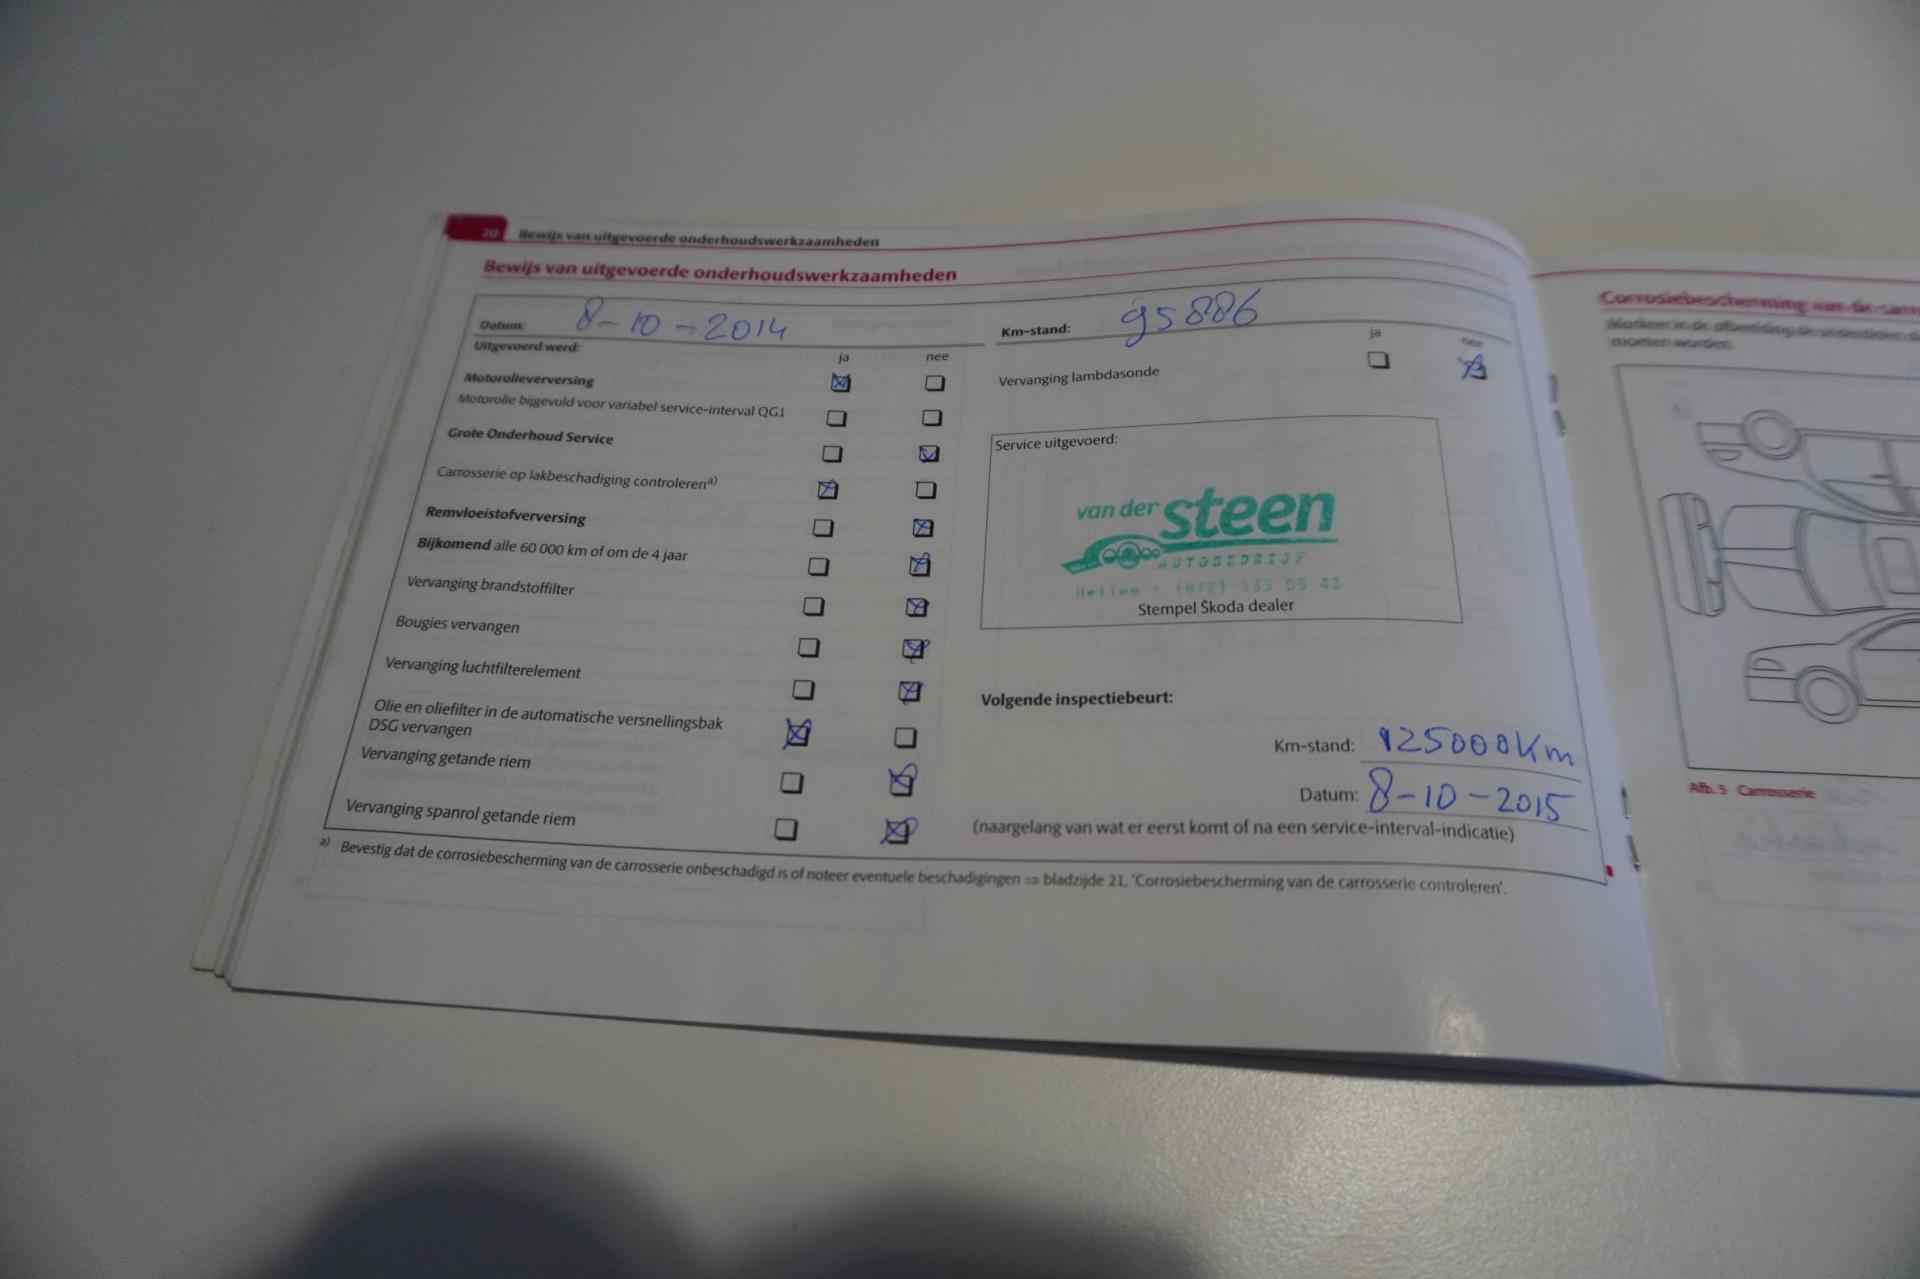 20 Bewijs van uitgevoerde onderhoudswerkzaamheden
Bewijs van uitgevoerde onderhoudswerkzaamheden
Datum: 8-10-2014
Km-stand: 95886
Uitgevoerd werd:
ja nee
Motorolieverversing
Motorolie bijgevuld voor variabel service-interval QG1
Grote Onderhoud Service
Carrosserie op lakbeschadiging controleren a)
Remvloeistofverversing
Bijkomend alle 60 000 km of om de 4 jaar
Vervanging brandstoffilter
Bougies vervangen
Vervanging luchtfilterelement
Olie en oliefilter in de automatische versnellingsbak
DSG vervangen
Vervanging getande riem
Vervanging spanrol getande riem
ja nee
Vervanging lambdasonde
Service uitgevoerd:
van der steen
AUTOBEDRIJF
Stempel Škoda dealer
Volgende inspectiebeurt:
Km-stand: 125000Km
Datum: 8-10-2015
(naargelang van wat er eerst komt of na een service-interval-indicatie)
a) Bevestig dat de corrosiebescherming van de carrosserie onbeschadigd is of noteer eventuele beschadigingen ⇒ bladzijde 21, 'Corrosiebescherming van de carrosserie controleren'.
Corrosiebescherming van de
moeten worden.
Afb. 5 Carrosserie